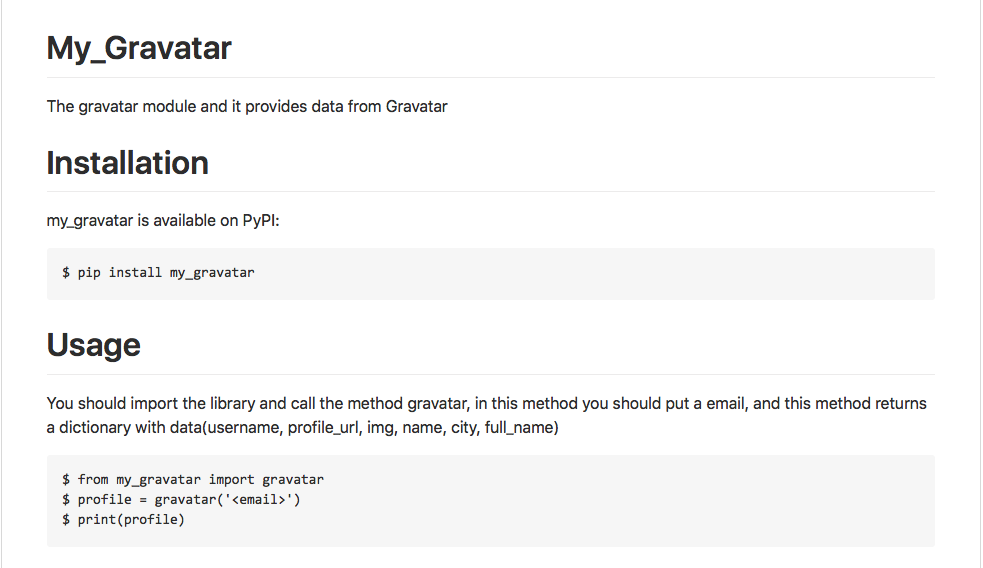 My_Gravatar
The gravatar module and it provides data from Gravatar
Installation
my_gravatar is available on PyPI:
$ pip install my_gravatar
Usage
You should import the library and call the method gravatar, in this method you should put a email, and this method returns
a dictionary with data(username, profile_url, img, name, city, full_name)
$ from my_gravatar import gravatar
$ profile = gravatar('<email>')
$ print(profile)